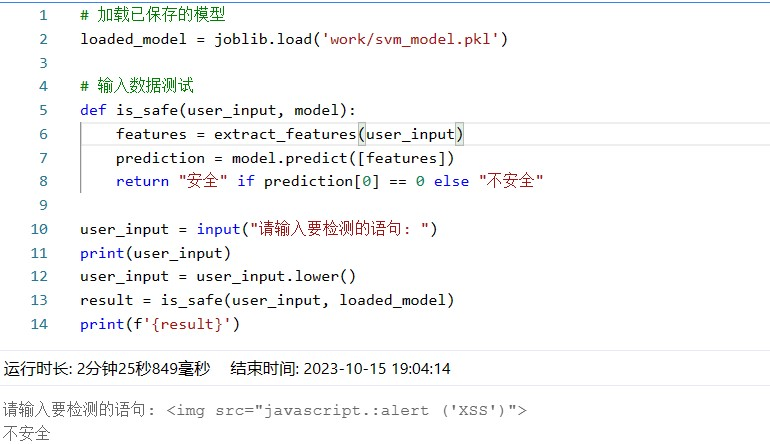 1 # 加载已保存的模型
2 loaded_model = joblib.load('work/svm_model.pkl')
3
4 # 输入数据测试
5 def is_safe(user_input, model):
6     features = extract_features(user_input)
7     prediction = model.predict([features])
8     return "安全" if prediction[0] == 0 else "不安全"
9
10 user_input = input("请输入要检测的语句: ")
11 print(user_input)
12 user_input = user_input.lower()
13 result = is_safe(user_input, loaded_model)
14 print(f'{result}')
运行时长: 2分钟25秒849毫秒 结束时间: 2023-10-15 19:04:14
请输入要检测的语句: <img src="javascript.:alert ('XSS')">
不安全